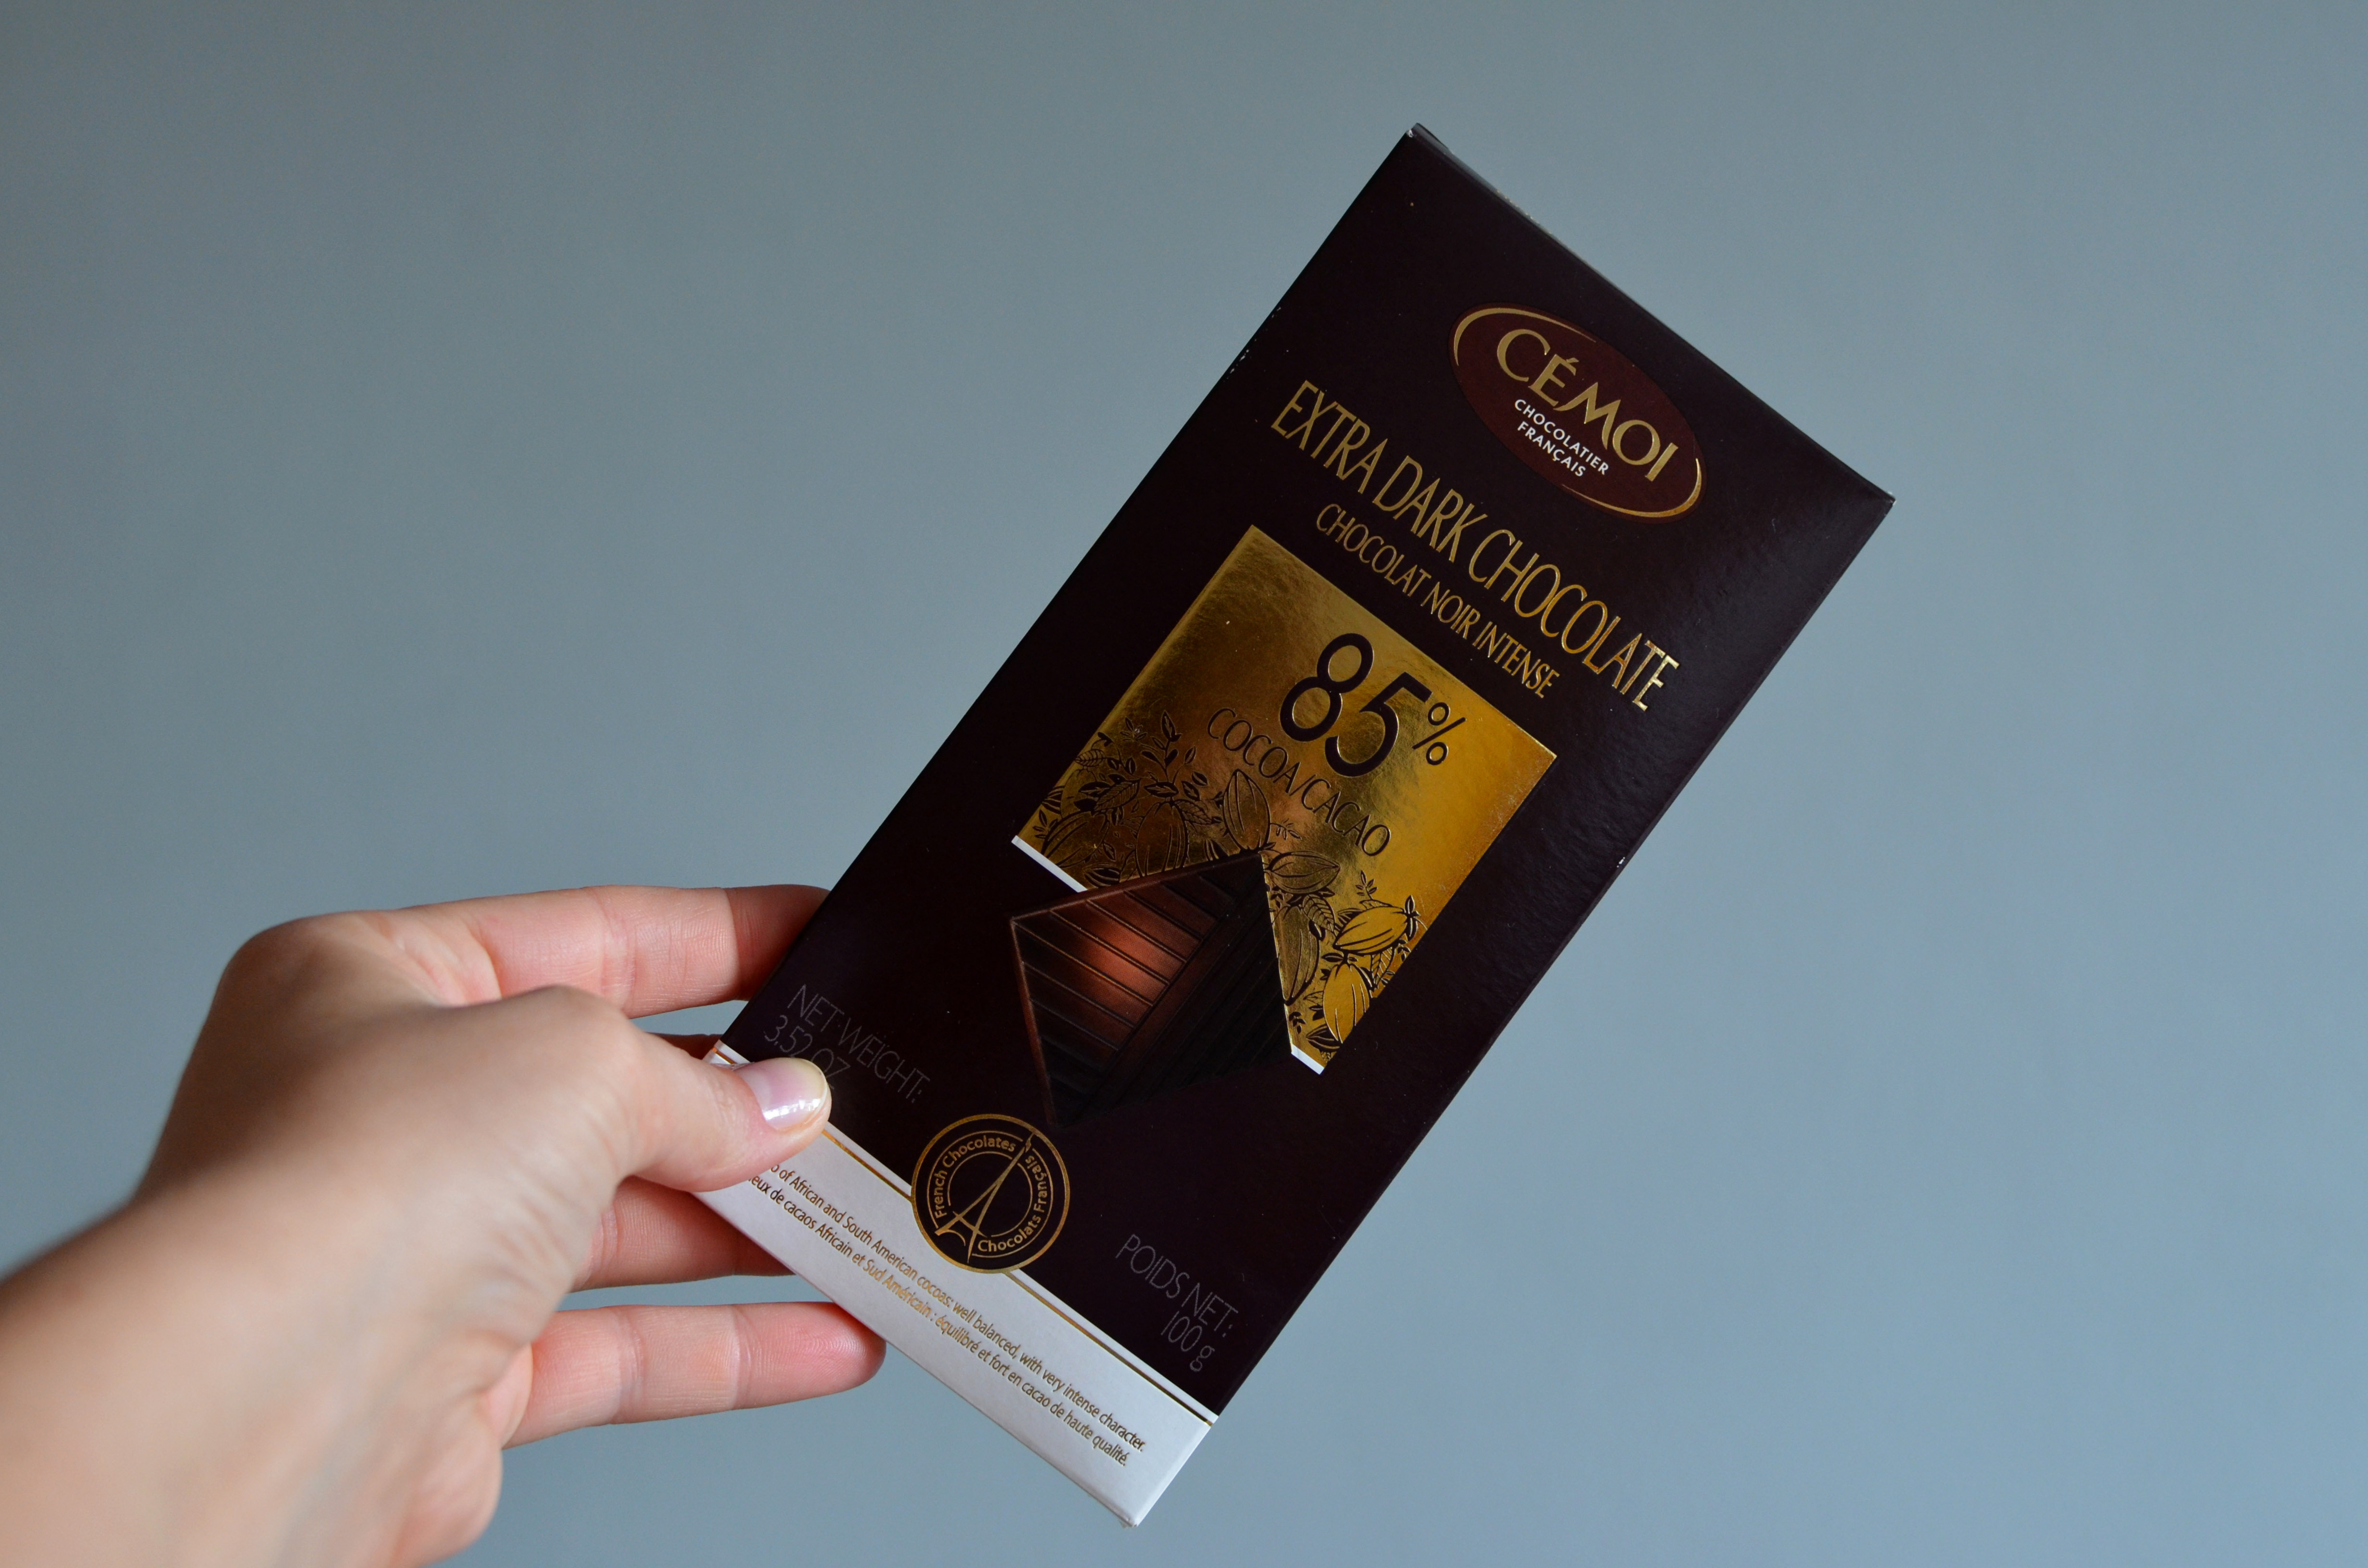 CÉMOI
CHOCOLATIER
FRANÇAIS
EXTRA DARK CHOCOLATE
CHOCOLAT NOIR INTENSE
85%
COCOA/CACAO
NET WEIGHT:
3.52 OZ
French Chocolates
Chocolats Français
POIDS NET:
100 g
of African and South American cocoas: well balanced, with very intense character.
de cacaos Africain et Sud Américain : équilibré et fort en cacao de haute qualité.